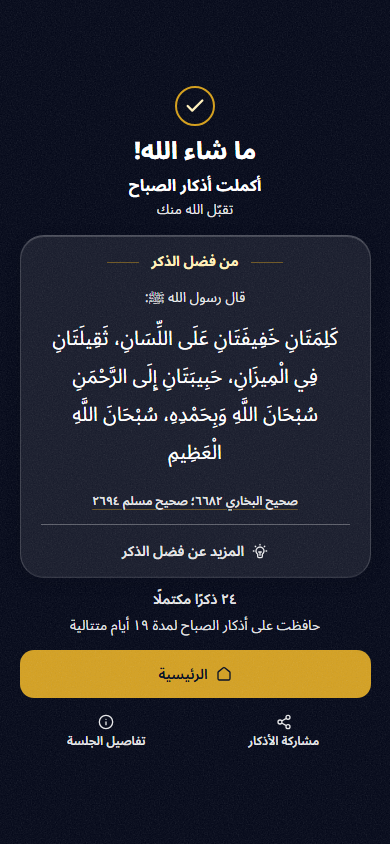 ما شاء الله!
أكملت أذكار الصباح
تقبّل الله منك
من فضل الذكر
قال رسول الله ﷺ:
كَلِمَتَانِ خَفِيفَتَانِ عَلَى اللِّسَانِ، ثَقِيلَتَانِ
فِي الْمِيزَانِ، حَبِيبَتَانِ إِلَى الرَّحْمَنِ
سُبْحَانَ اللَّهِ وَبِحَمْدِهِ، سُبْحَانَ اللَّهِ
الْعَظِيمِ
صحيح البخاري ٦٦٨٢؛ صحيح مسلم ٢٦٩٤
المزيد عن فضل الذكر
٢٤ ذكرًا مكتملًا
حافظت على أذكار الصباح لمدة ١٩ أيام متتالية
الرئيسية
مشاركة الأذكار
تفاصيل الجلسة